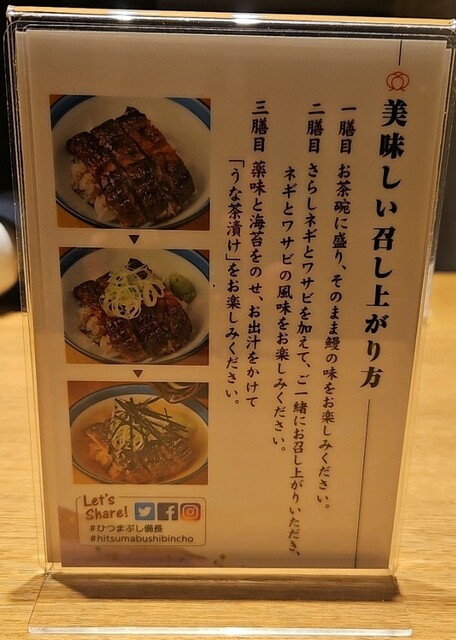 美味しい召し上がり方
一膳目 お茶碗に盛り、そのまま鰻の味をお楽しみください。
二膳目 さらしネギとワサビを加えて、ご一緒にお召し上がりいただき、
ネギとワサビの風味をお楽しみください。
三膳目 薬味と海苔をのせ、お出汁をかけて
「うな茶漬け」をお楽しみください。
Let's
Share!
#ひつまぶし備長
#hitsumabushibincho